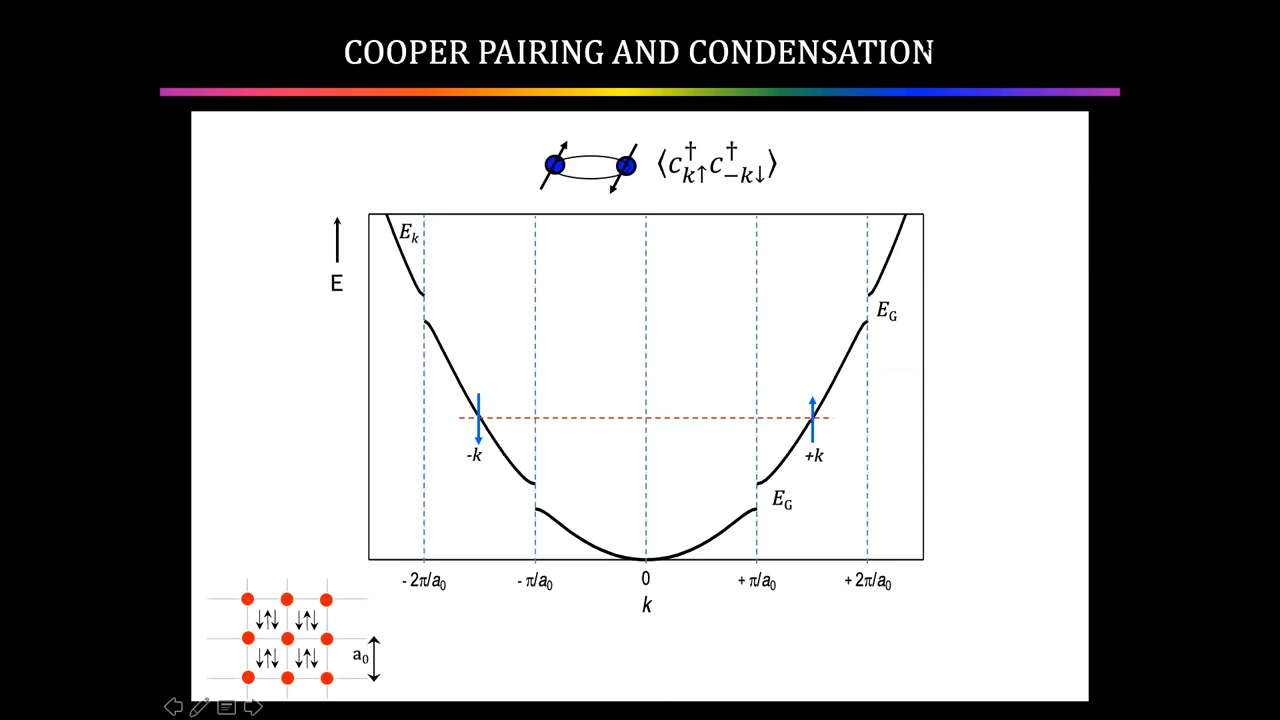 COOPER PAIRING AND CONDENSATION
⟨c†k↑c†−k↓⟩
Ek
E
EG
-k
+k
EG
- 2π/a0
- π/a0
0
+ π/a0
+ 2π/a0
k
a0